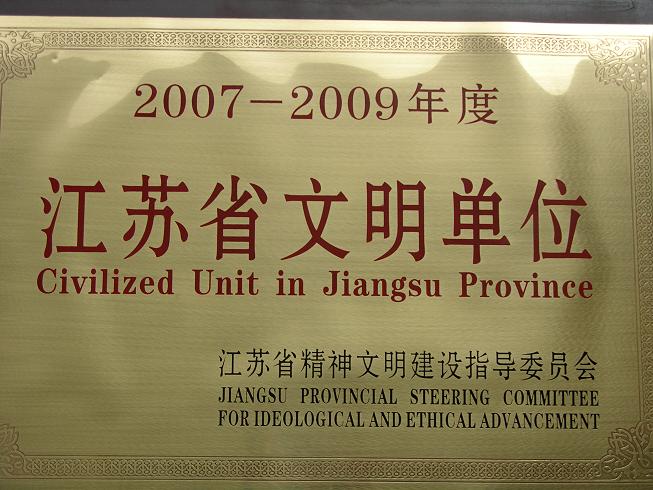 2007－2009年度
江苏省文明单位
Civilized Unit in Jiangsu Province
江苏省精神文明建设指导委员会
JIANGSU PROVINCIAL STEERING COMMITTEE
FOR IDEOLOGICAL AND ETHICAL ADVANCEMENT